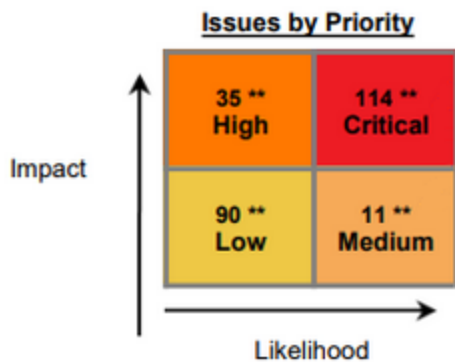 Issues by Priority
35 ** 114 **
High Critical
Impact
90 ** 11 **
Low Medium
Likelihood